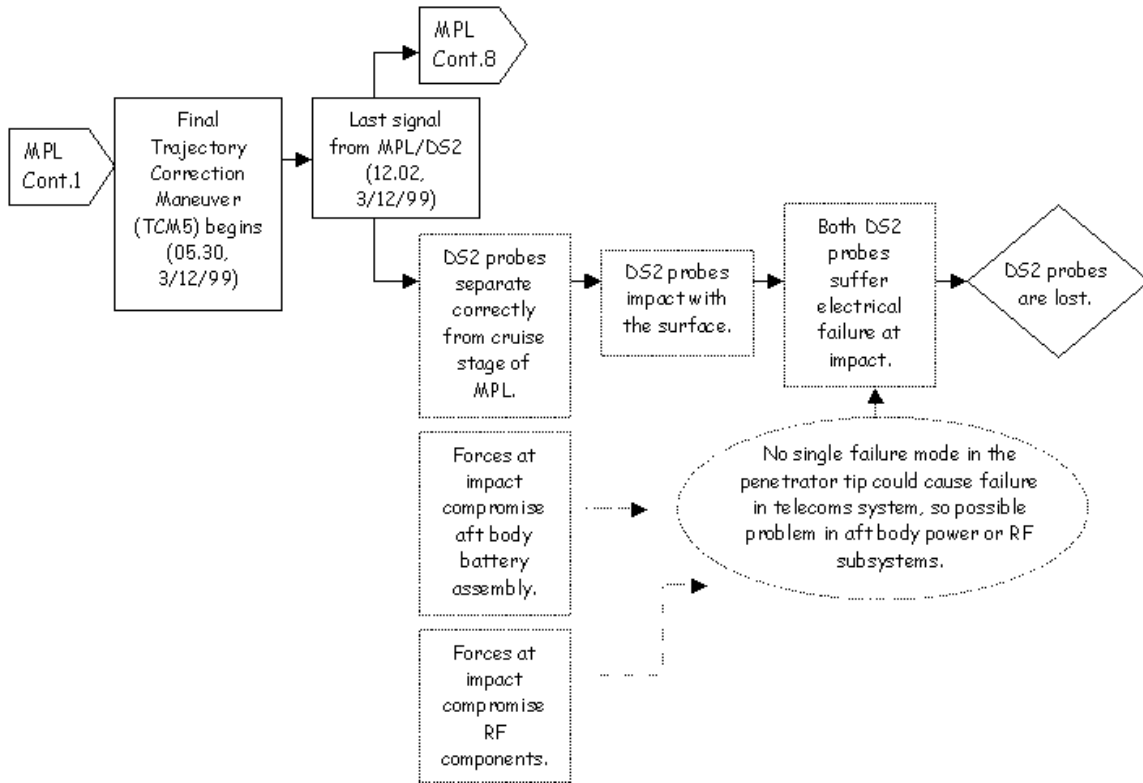 MPL
Cont.8
MPL
Cont.1
Final
Trajectory
Correction
Maneuver
(TCM5) begins
(05.30,
3/12/99)
Last signal
from MPL/DS2
(12.02,
3/12/99)
DS2 probes
separate
correctly
from cruise
stage of
MPL.
DS2 probes
impact with
the surface.
Both DS2
probes
suffer
electrical
failure at
impact.
DS2 probes
are lost.
Forces at
impact
compromise
aft body
battery
assembly.
No single failure mode in the
penetrator tip could cause failure
in telecoms system, so possible
problem in aft body power or RF
subsystems.
Forces at
impact
compromise
RF
components.